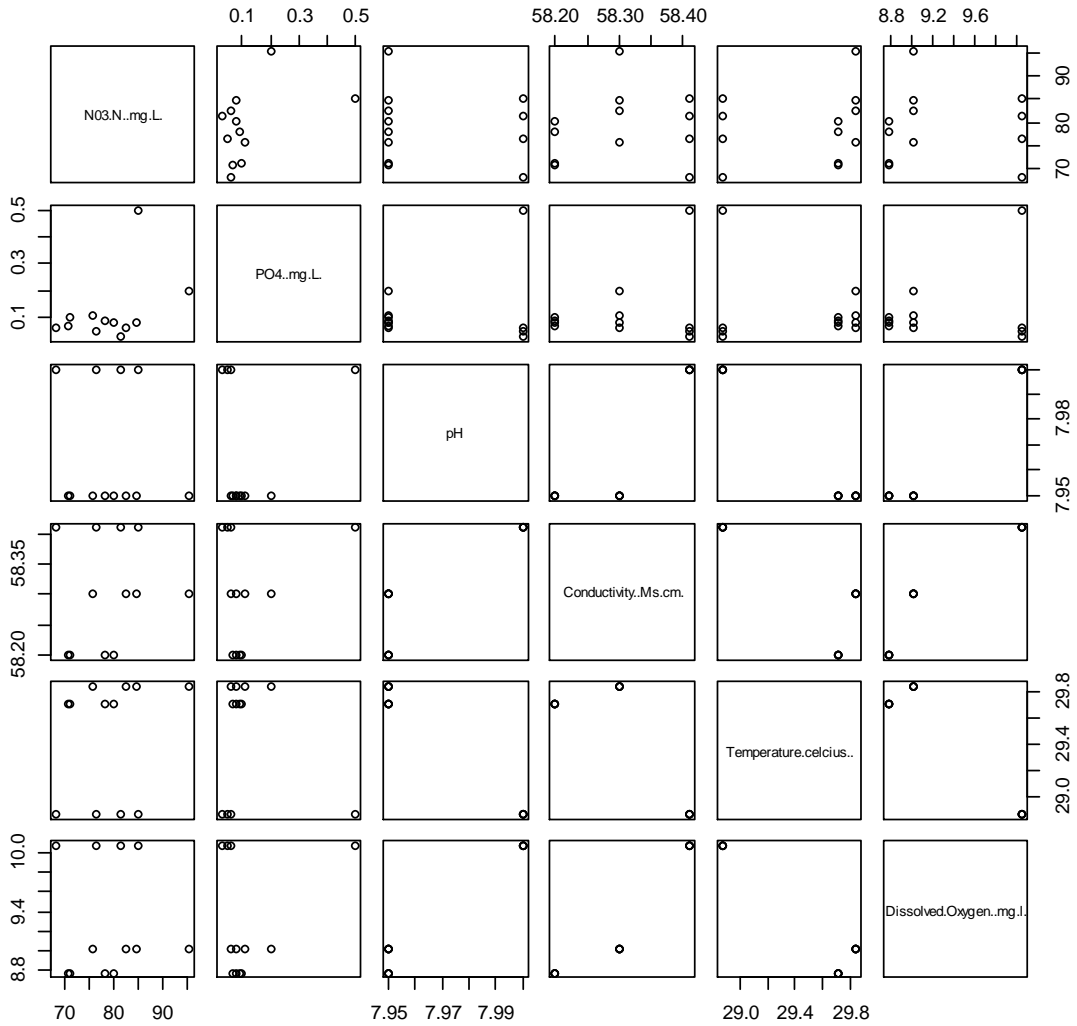 0.1 0.3 0.5 58.20 58.30 58.40 8.8 9.2 9.6
N03.N..mg.L.
70 80 90
0.1 0.3 0.5
PO4..mg.L.
pH
7.95 7.98
58.20 58.35
Conductivity..Ms.cm.
Temperature.celcius..
29.0 29.4 29.8
8.8 9.4 10.0
Dissolved.Oxygen..mg.l.
70 80 90 7.95 7.97 7.99 29.0 29.4 29.8